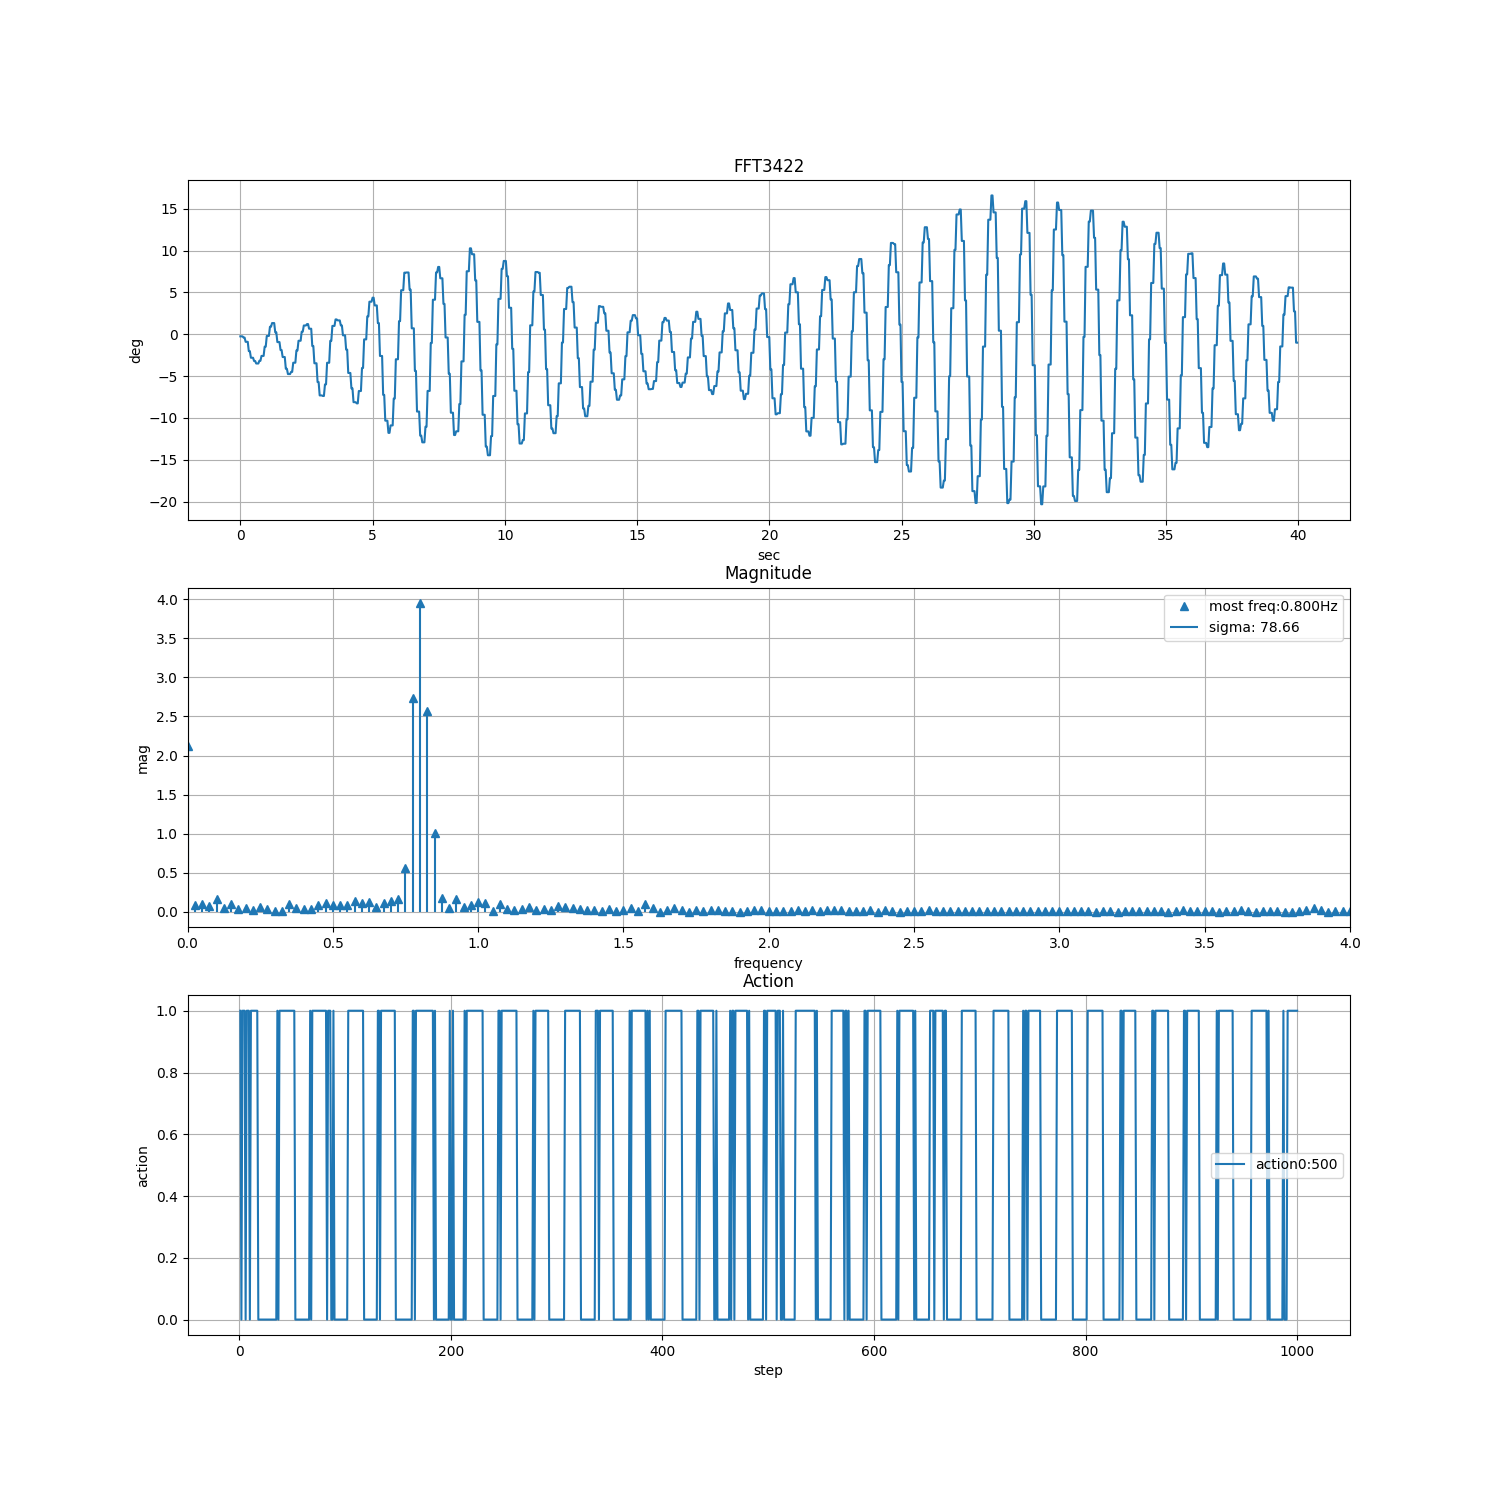 FFT3422
15
10
5
0
−5
−10
−15
−20
deg
0 5 10 15 20 25 30 35 40
sec
Magnitude
4.0
3.5
3.0
2.5
2.0
1.5
1.0
0.5
0.0
mag
most freq:0.800Hz
sigma: 78.66
0.0 0.5 1.0 1.5 2.0 2.5 3.0 3.5 4.0
frequency
Action
1.0
0.8
0.6
0.4
0.2
0.0
action
action0:500
0 200 400 600 800 1000
step